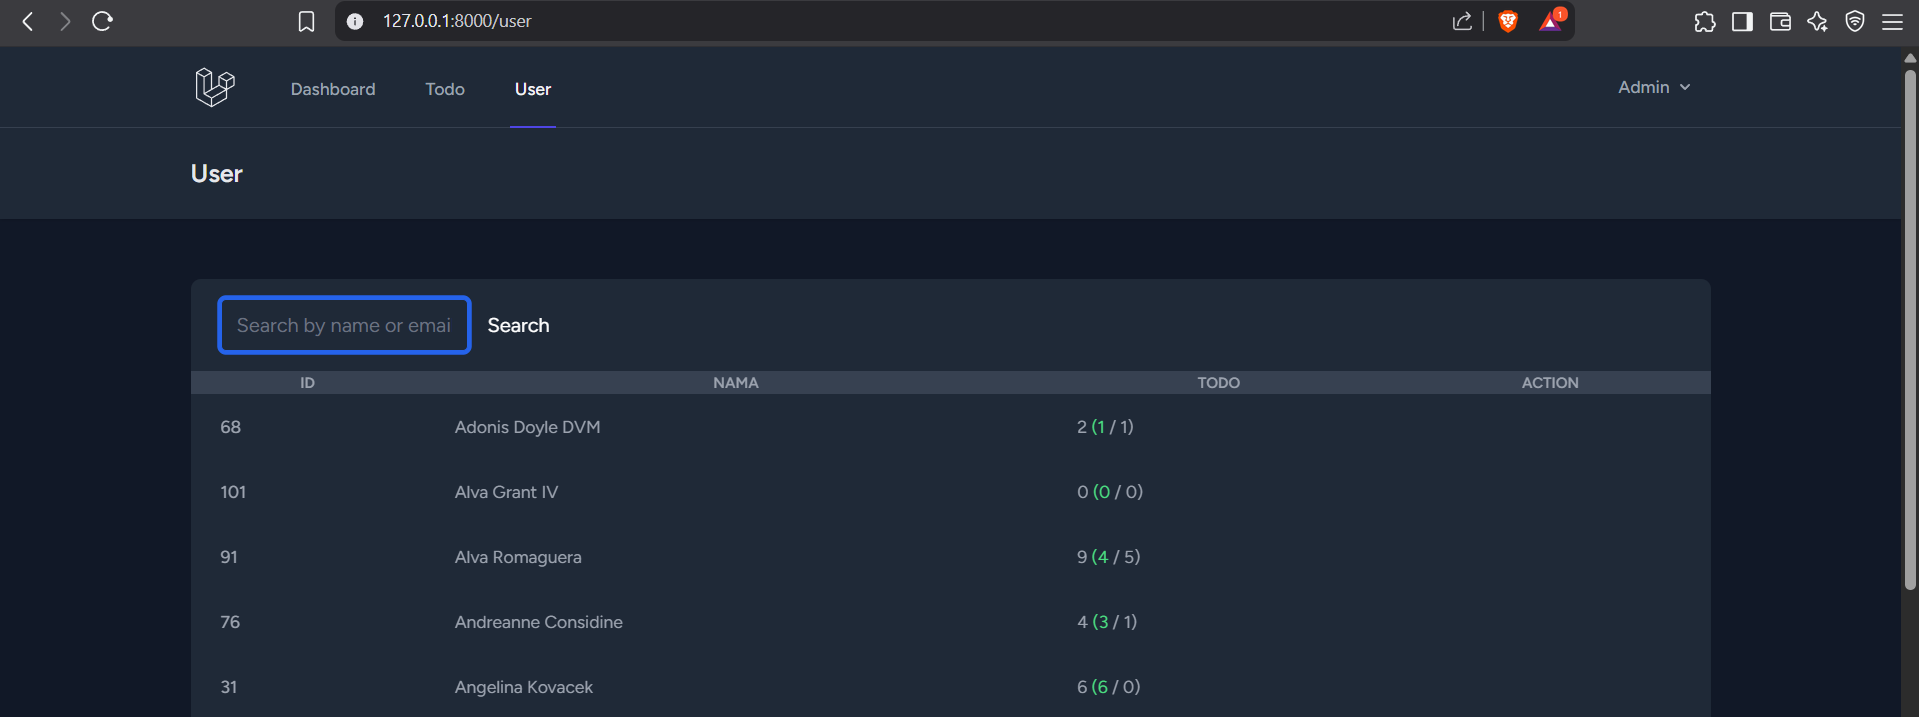 127.0.0.1:8000/user
1
Dashboard Todo User Admin
User
Search by name or emai Search
ID NAMA TODO ACTION
68 Adonis Doyle DVM 2 (1 / 1)
101 Alva Grant IV 0 (0 / 0)
91 Alva Romaguera 9 (4 / 5)
76 Andreanne Considine 4 (3 / 1)
31 Angelina Kovacek 6 (6 / 0)